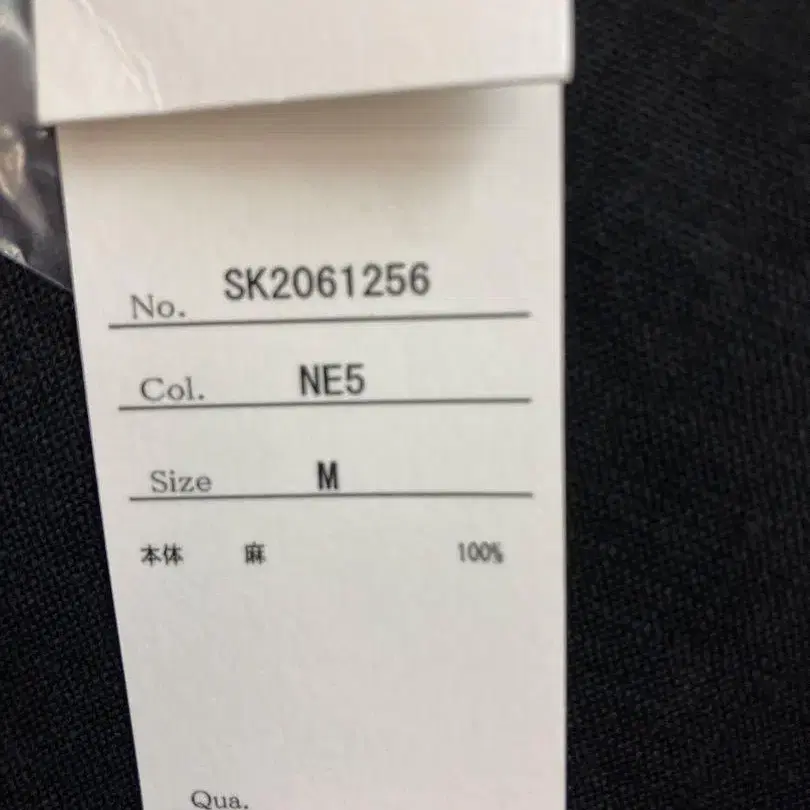 No. SK2061256
Col. NE5
Size M
本体 麻 100%
Qua.